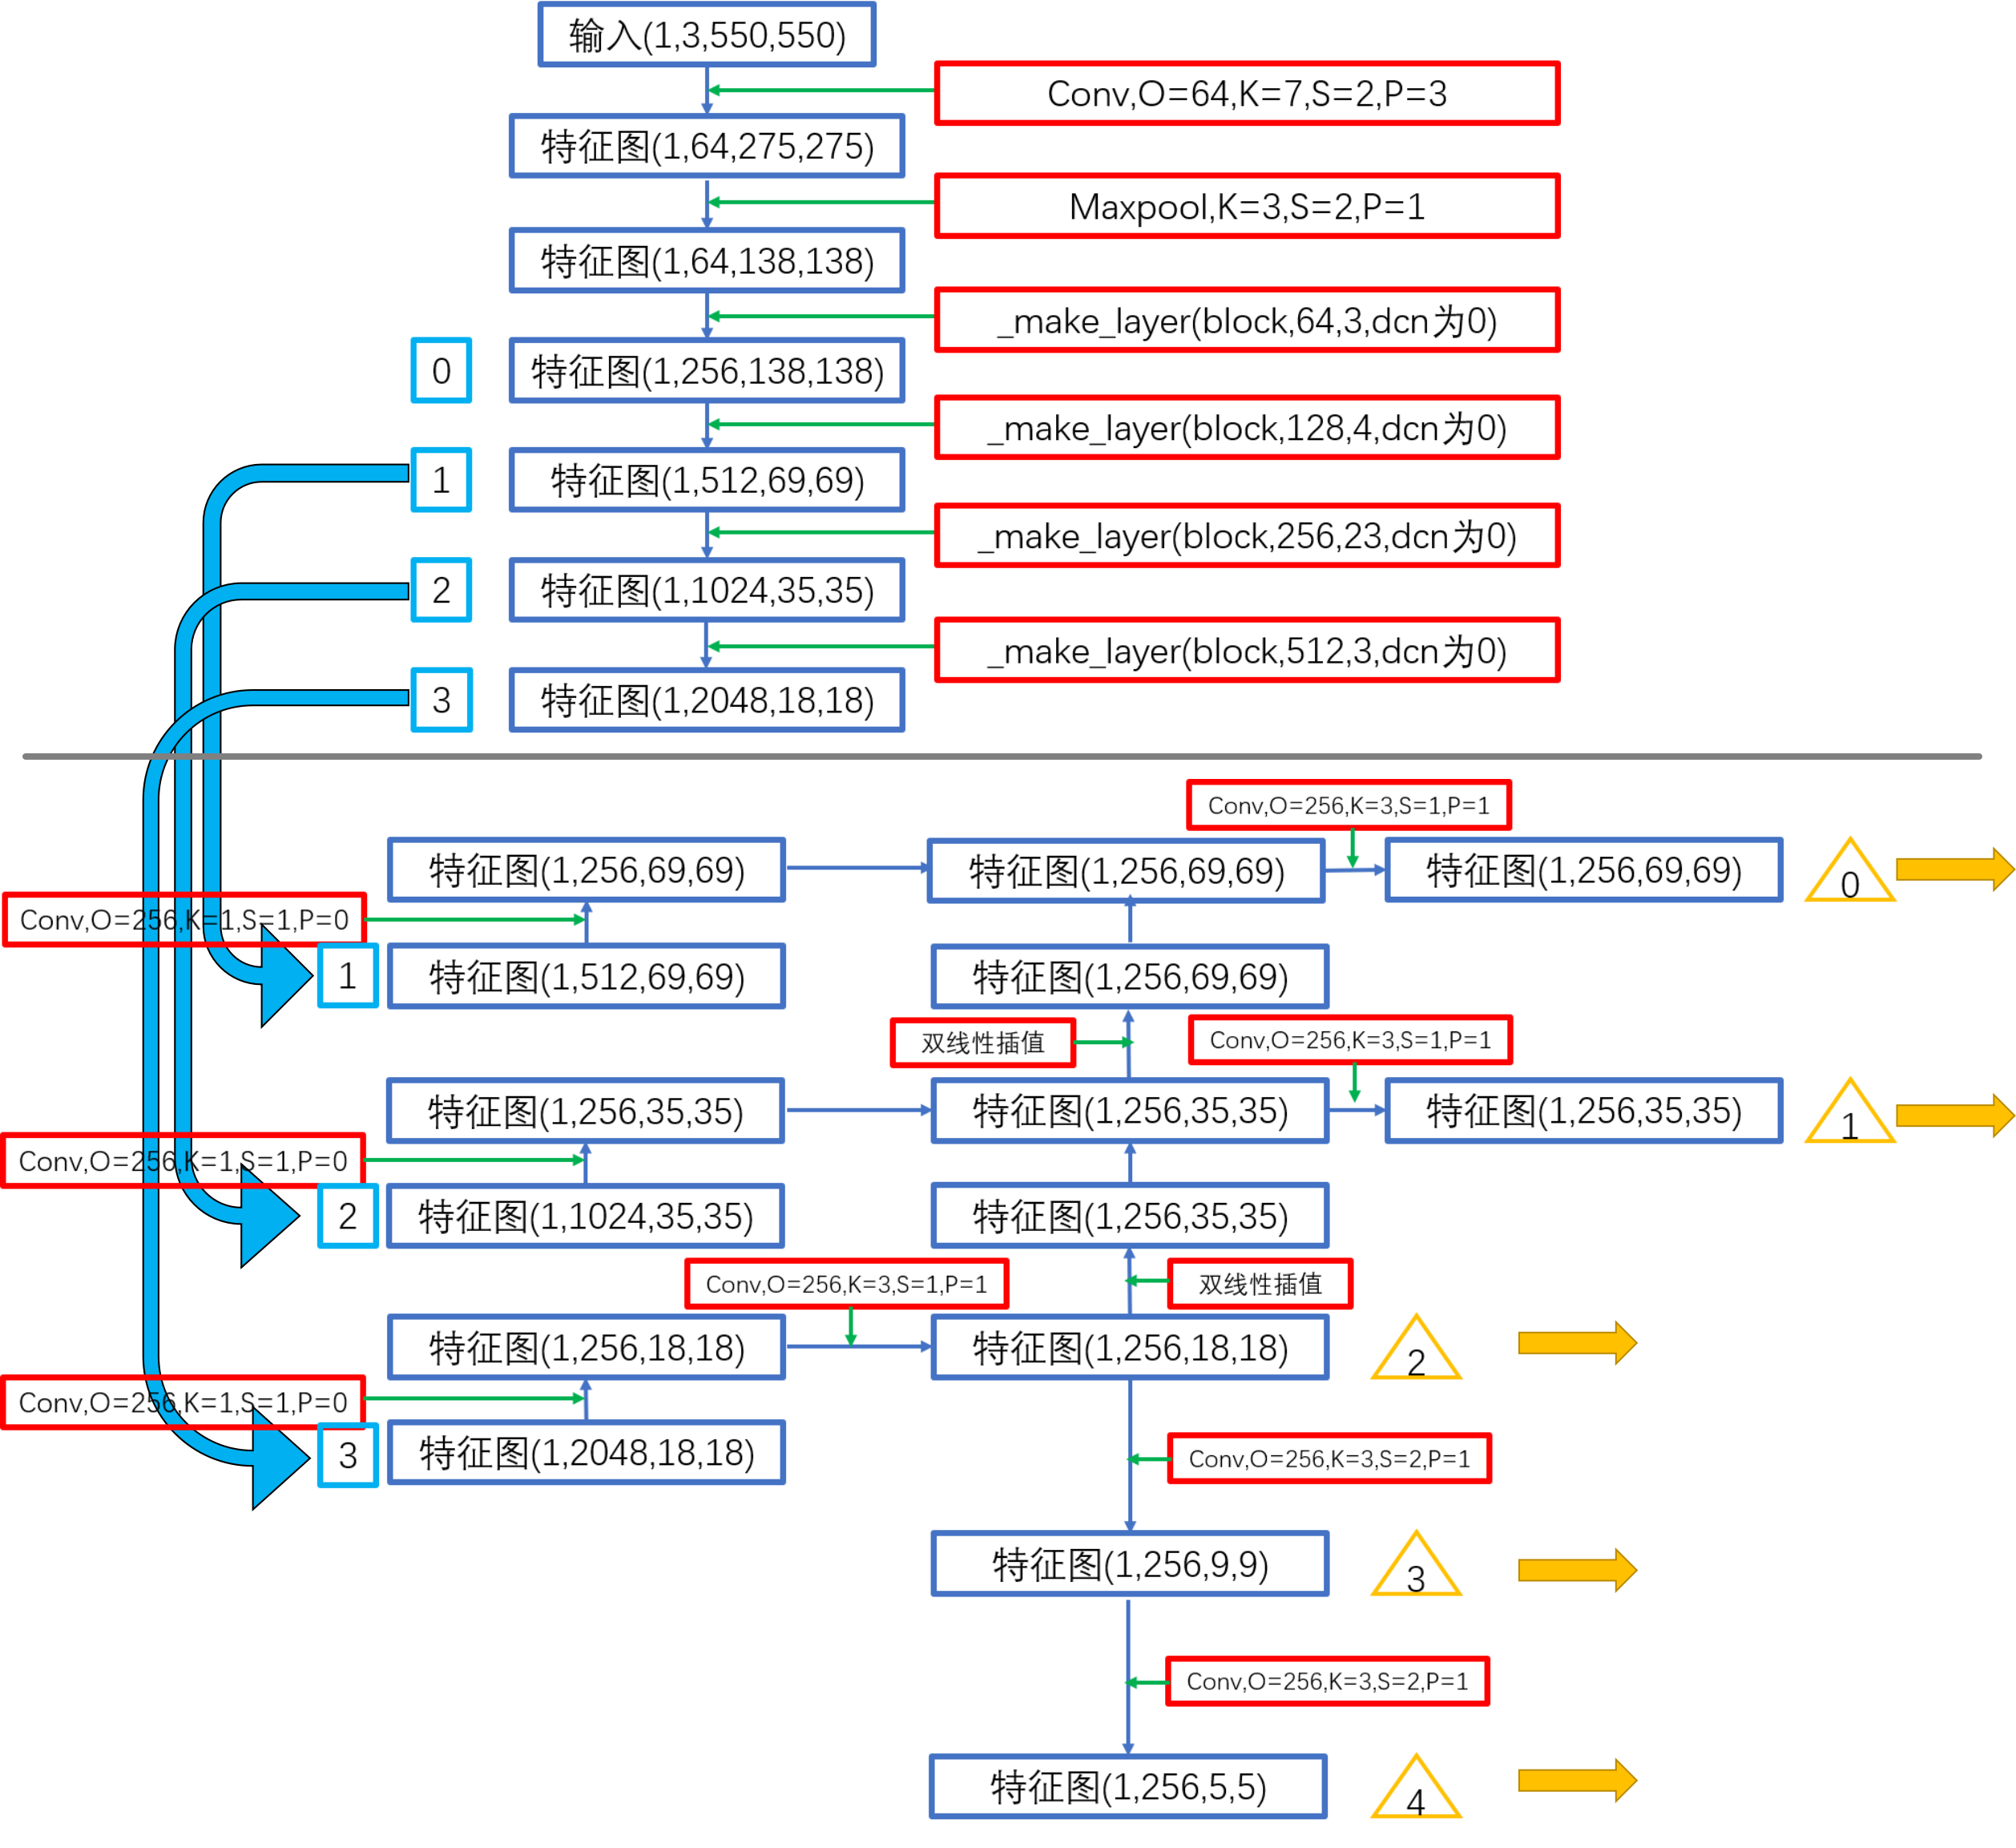 输入(1,3,550,550)
Conv,O=64,K=7,S=2,P=3
特征图(1,64,275,275)
Maxpool,K=3,S=2,P=1
特征图(1,64,138,138)
_make_layer(block,64,3,dcn为0)
0
特征图(1,256,138,138)
_make_layer(block,128,4,dcn为0)
1
特征图(1,512,69,69)
_make_layer(block,256,23,dcn为0)
2
特征图(1,1024,35,35)
_make_layer(block,512,3,dcn为0)
3
特征图(1,2048,18,18)
Conv,O=256,K=3,S=1,P=1
特征图(1,256,69,69)
特征图(1,256,69,69)
特征图(1,256,69,69)
0
Conv,O=256,K=1,S=1,P=0
1
特征图(1,512,69,69)
特征图(1,256,69,69)
双线性插值
Conv,O=256,K=3,S=1,P=1
特征图(1,256,35,35)
特征图(1,256,35,35)
特征图(1,256,35,35)
1
Conv,O=256,K=1,S=1,P=0
2
特征图(1,1024,35,35)
特征图(1,256,35,35)
Conv,O=256,K=3,S=1,P=1
双线性插值
特征图(1,256,18,18)
特征图(1,256,18,18)
2
Conv,O=256,K=1,S=1,P=0
3
特征图(1,2048,18,18)
Conv,O=256,K=3,S=2,P=1
特征图(1,256,9,9)
3
Conv,O=256,K=3,S=2,P=1
特征图(1,256,5,5)
4